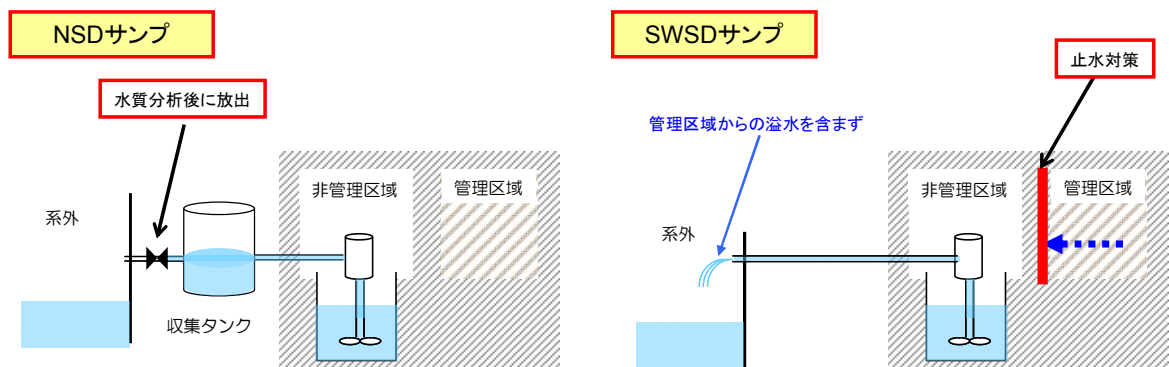 NSDサンプ
水質分析後に放出
系外
収集タンク
非管理区域
管理区域
SWSDサンプ
止水対策
管理区域からの溢水を含まず
系外
非管理区域
管理区域